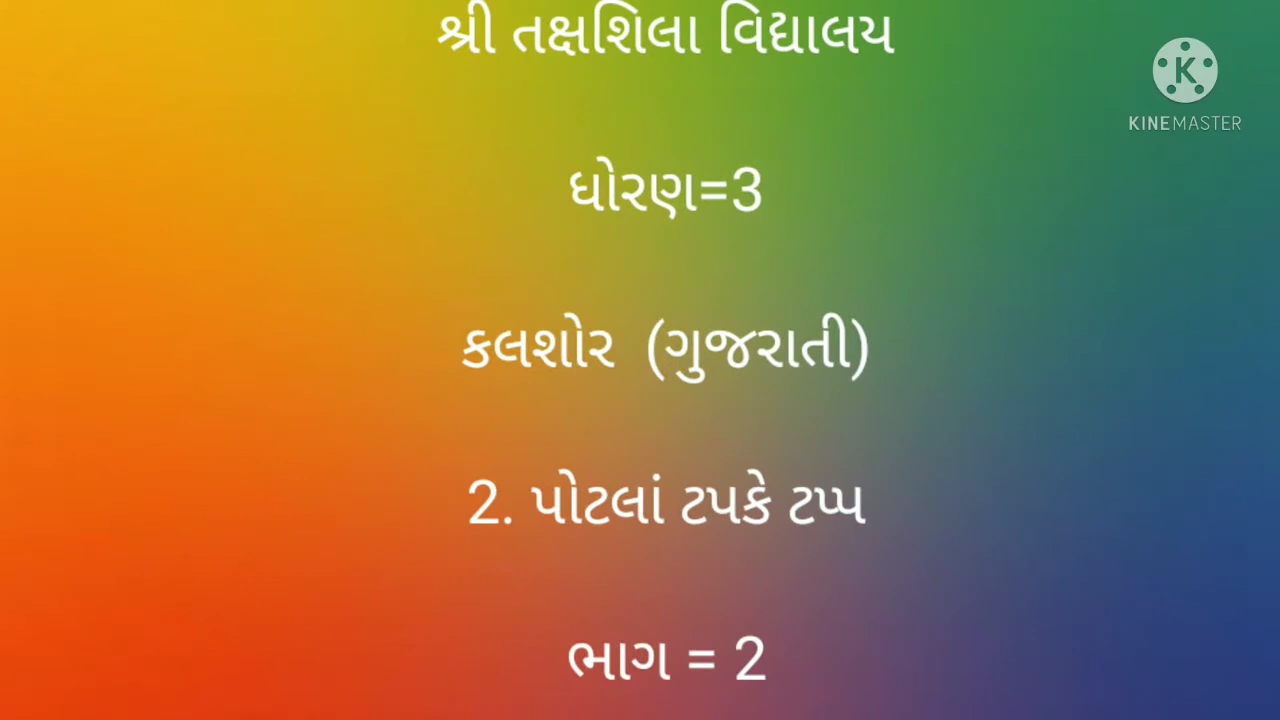 શ્રી તક્ષશિલા વિદ્યાલય
KINEMASTER
ધોરણ=3
કલશોર (ગુજરાતી)
2. પોટલાં ટપકે ટપ્પ
ભાગ = 2